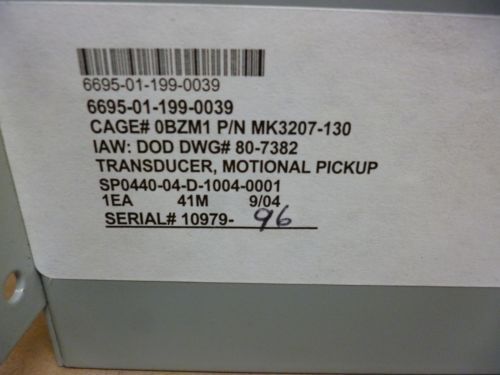 6695-01-199-0039
6695-01-199-0039
CAGE# 0BZM1 P/N MK3207-130
IAW: DOD DWG# 80-7382
TRANSDUCER, MOTIONAL PICKUP
SP0440-04-D-1004-0001
1EA 41M 9/04
SERIAL# 10979- 96